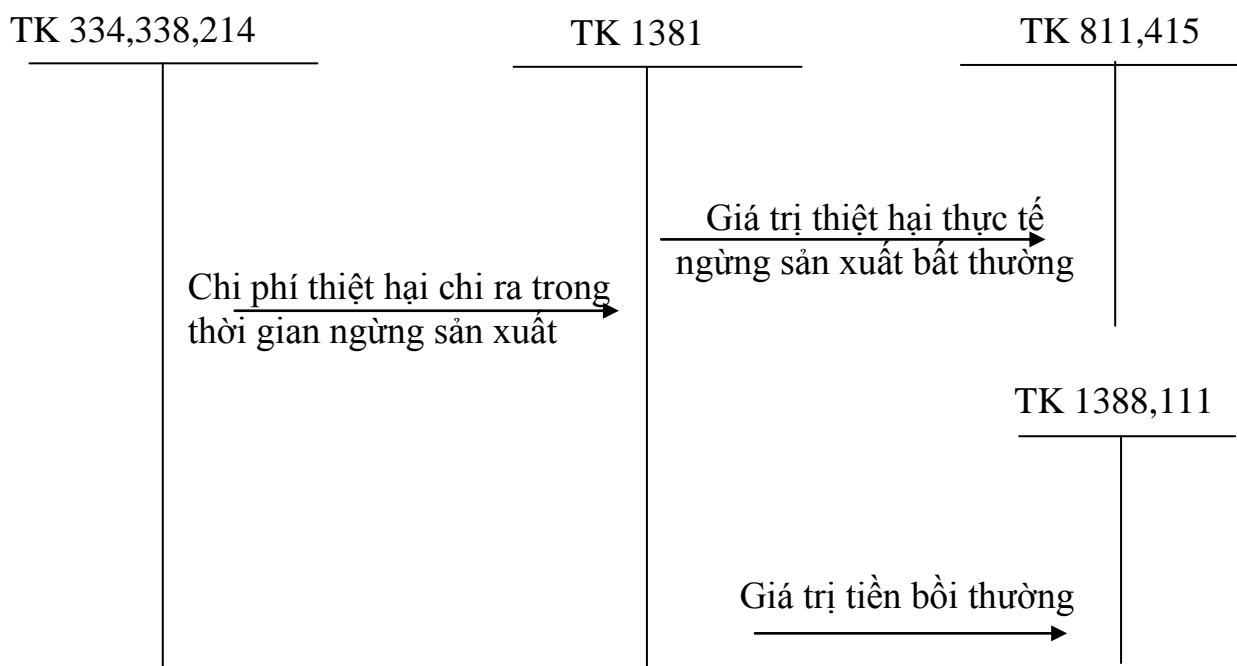 TK 334,338,214
TK 1381
TK 811,415
Giá trị thiệt hại thực tế
ngừng sản xuất bất thường
Chi phí thiệt hại chi ra trong
thời gian ngừng sản xuất
TK 1388,111
Giá trị tiền bồi thường